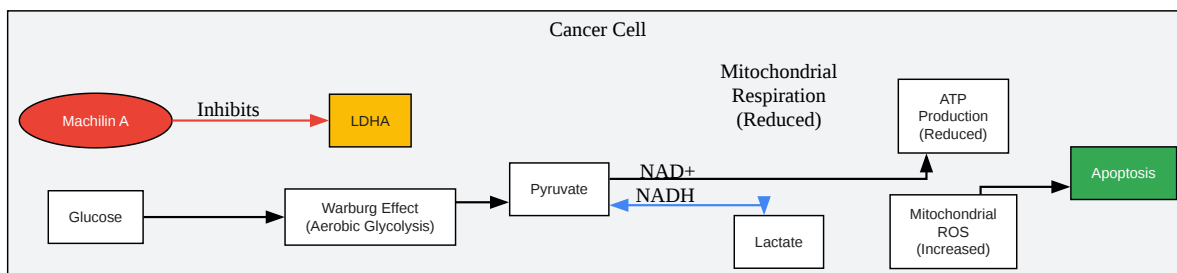 Cancer Cell
Machilin A
Inhibits
LDHA
Mitochondrial
Respiration
(Reduced)
ATP
Production
(Reduced)
Glucose
Warburg Effect
(Aerobic Glycolysis)
Pyruvate
NAD+
NADH
Lactate
Mitochondrial
ROS
(Increased)
Apoptosis